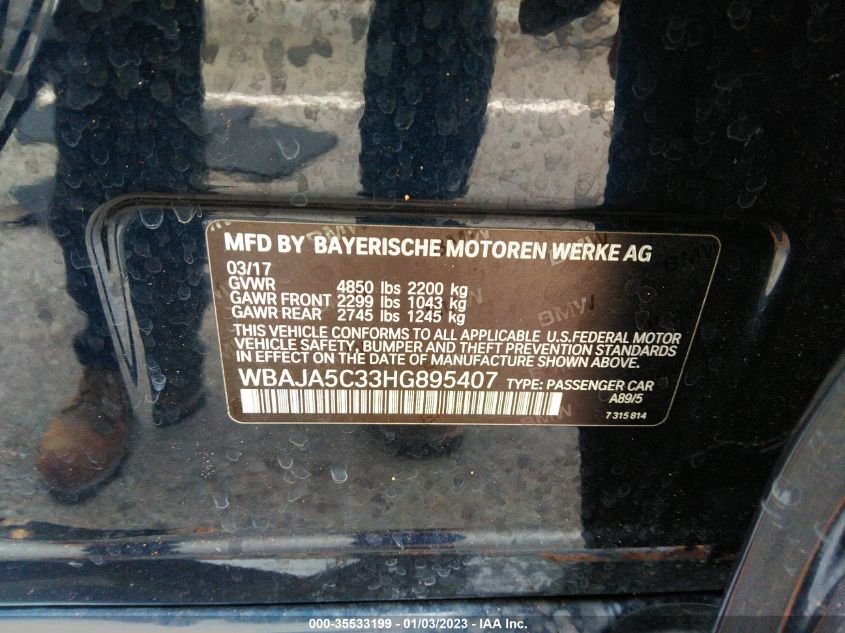 MFD BY BAYERISCHE MOTOREN WERKE AG
03/17
GVWR 4850 lbs 2200 kg
GAWR FRONT 2299 lbs 1043 kg
GAWR REAR 2745 lbs 1245 kg
THIS VEHICLE CONFORMS TO ALL APPLICABLE U.S.FEDERAL MOTOR
VEHICLE SAFETY, BUMPER AND THEFT PREVENTION STANDARDS
IN EFFECT ON THE DATE OF MANUFACTURE SHOWN ABOVE.
WBAJA5C33HG895407 TYPE: PASSENGER CAR
A89/5
7 315 814
BMW
000-35533199 - 01/03/2023 - IAA Inc.